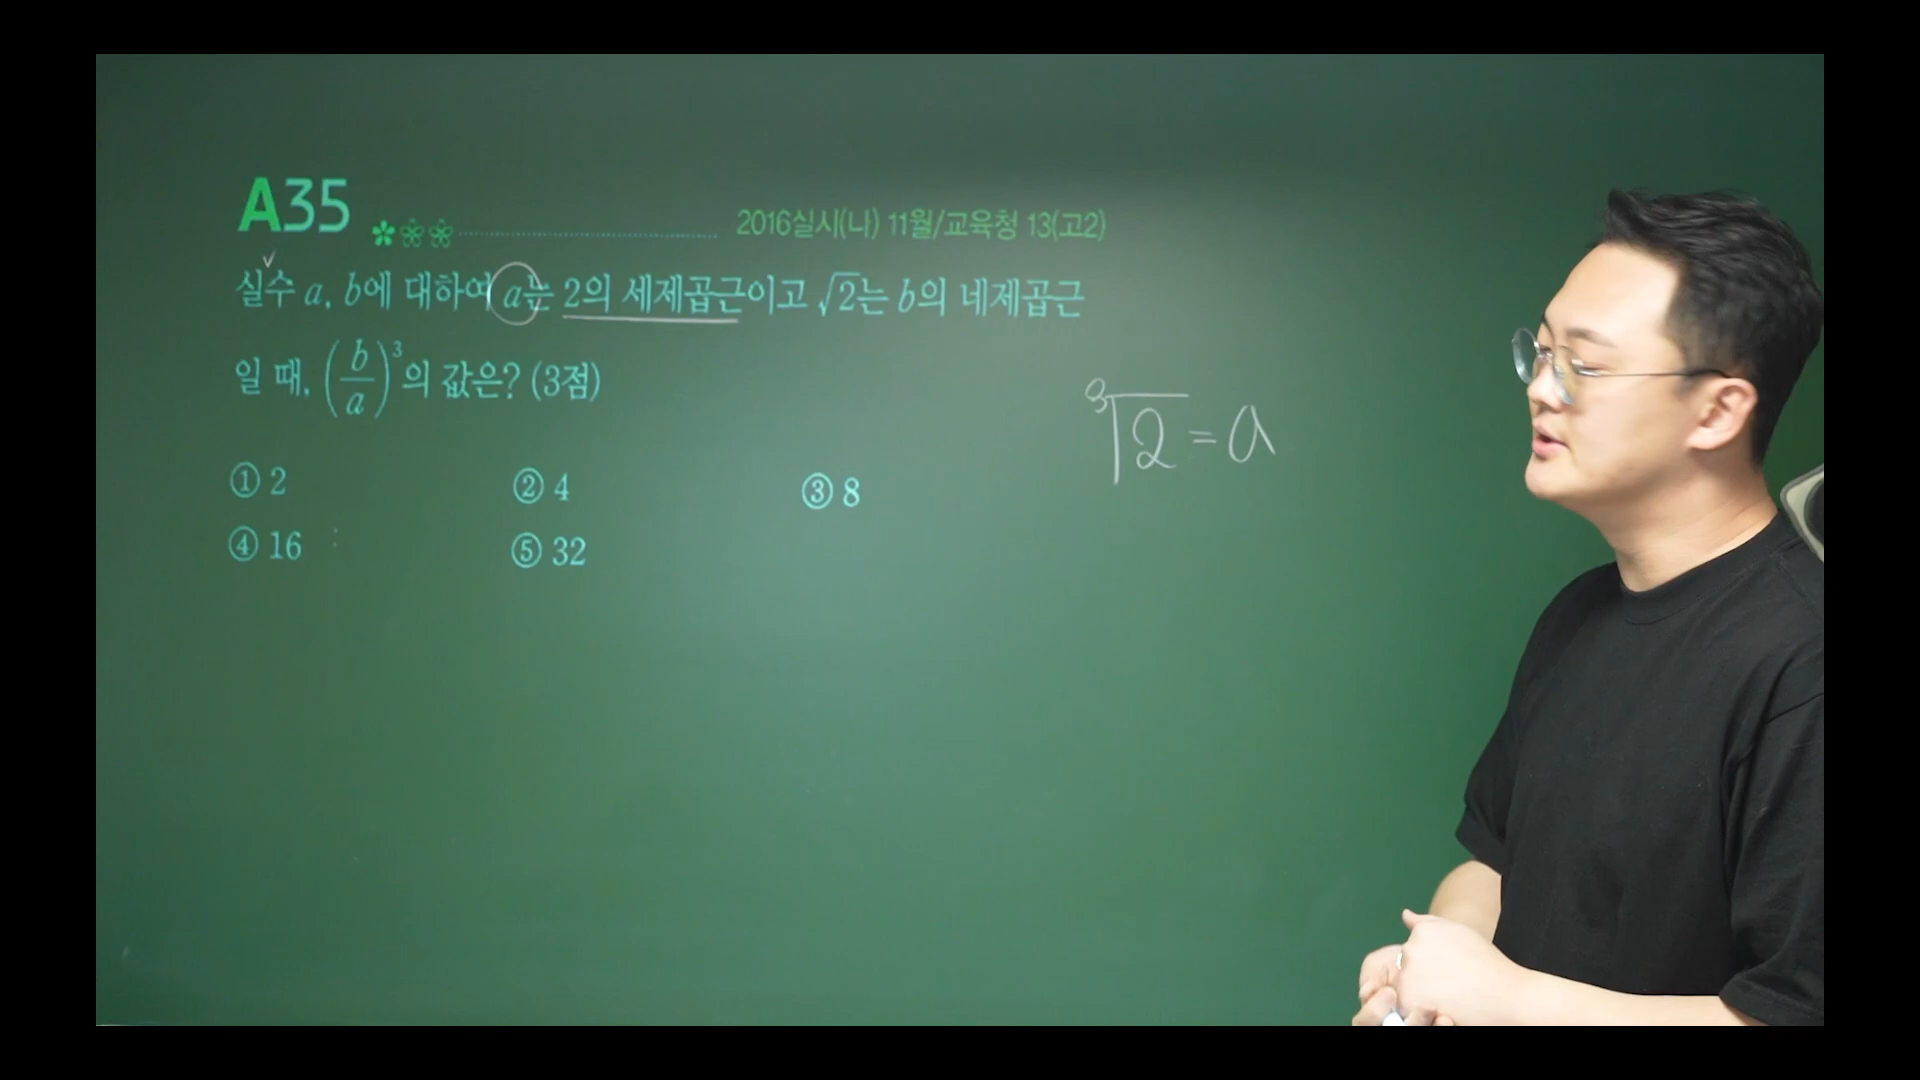 A35
2016실시(나) 11월/교육청 13(고2)
실수 a, b에 대하여 a는 2의 세제곱근이고 √2는 b의 네제곱근
일 때, (b/a)³의 값은? (3점)
① 2 ② 4 ③ 8
④ 16 ⑤ 32
³√2 = a